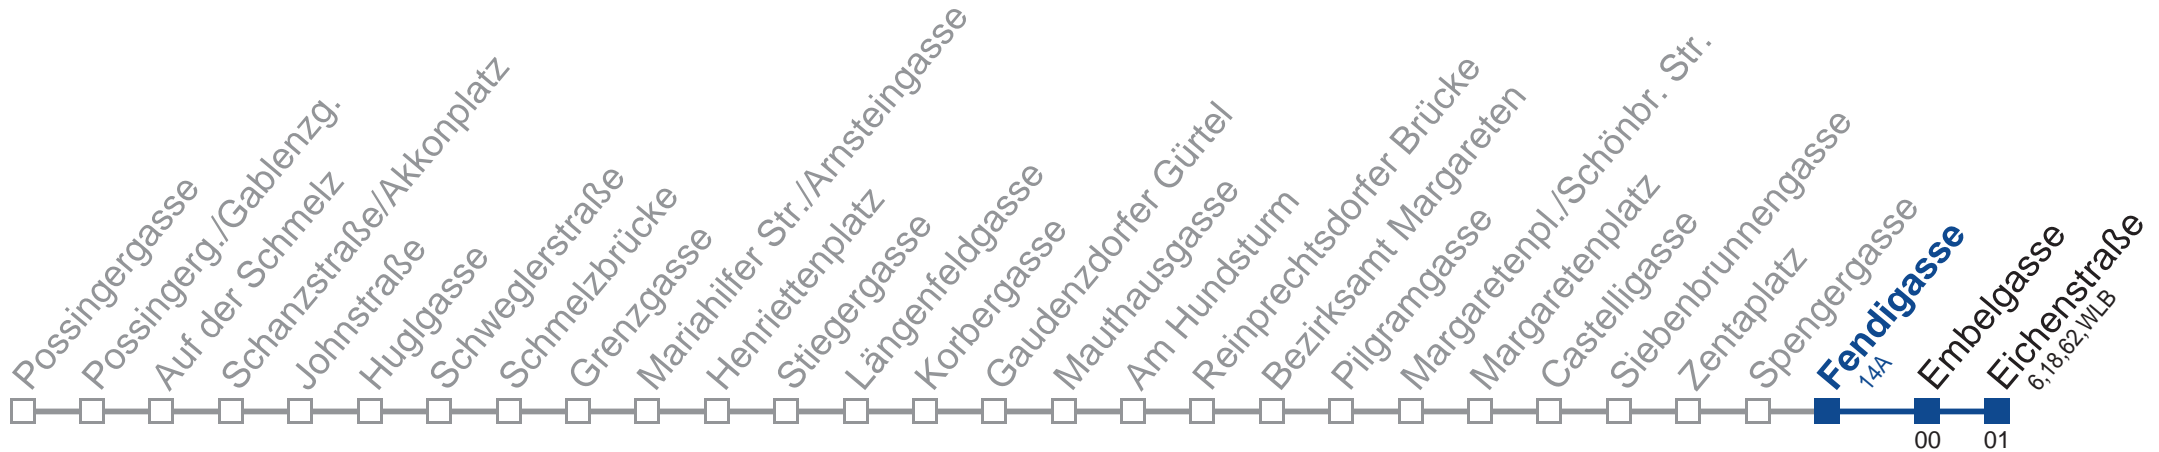 Possingergasse
Possingerg./Gablenzg.
Auf der Schmelz
Schanzstraße/Akkonplatz
Johnstraße
Huglgasse
Schweglerstraße
Schmelzbrücke
Grenzgasse
Mariahilfer Str./Arnsteingasse
Henriettenplatz
Stiegergasse
Längenfeldgasse
Korbergasse
Gaudenzdorfer Gürtel
Mauthausgasse
Am Hundsturm
Reinprechtsdorfer Brücke
Bezirksamt Margareten
Pilgramgasse
Margaretenpl./Schönbr. Str.
Margaretenplatz
Castelligasse
Siebenbrunnengasse
Zentaplatz
Spengergasse
Fendigasse
14A
Embelgasse
Eichenstraße
6,18,62,WLB
00
01